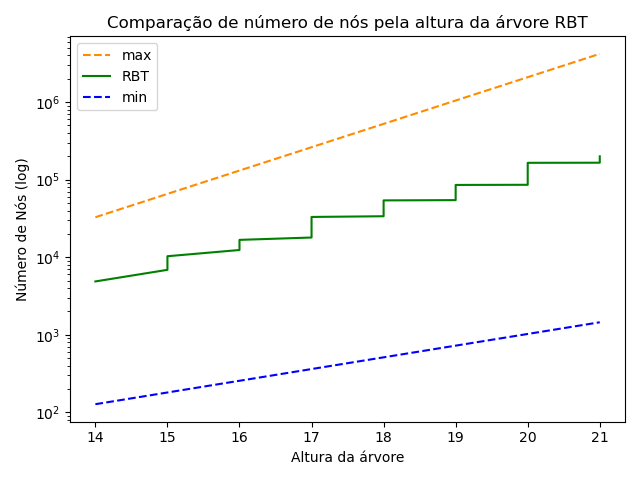 Comparação de número de nós pela altura da árvore RBT
max
RBT
min
Número de Nós (log)
10^6
10^5
10^4
10^3
10^2
14 15 16 17 18 19 20 21
Altura da árvore